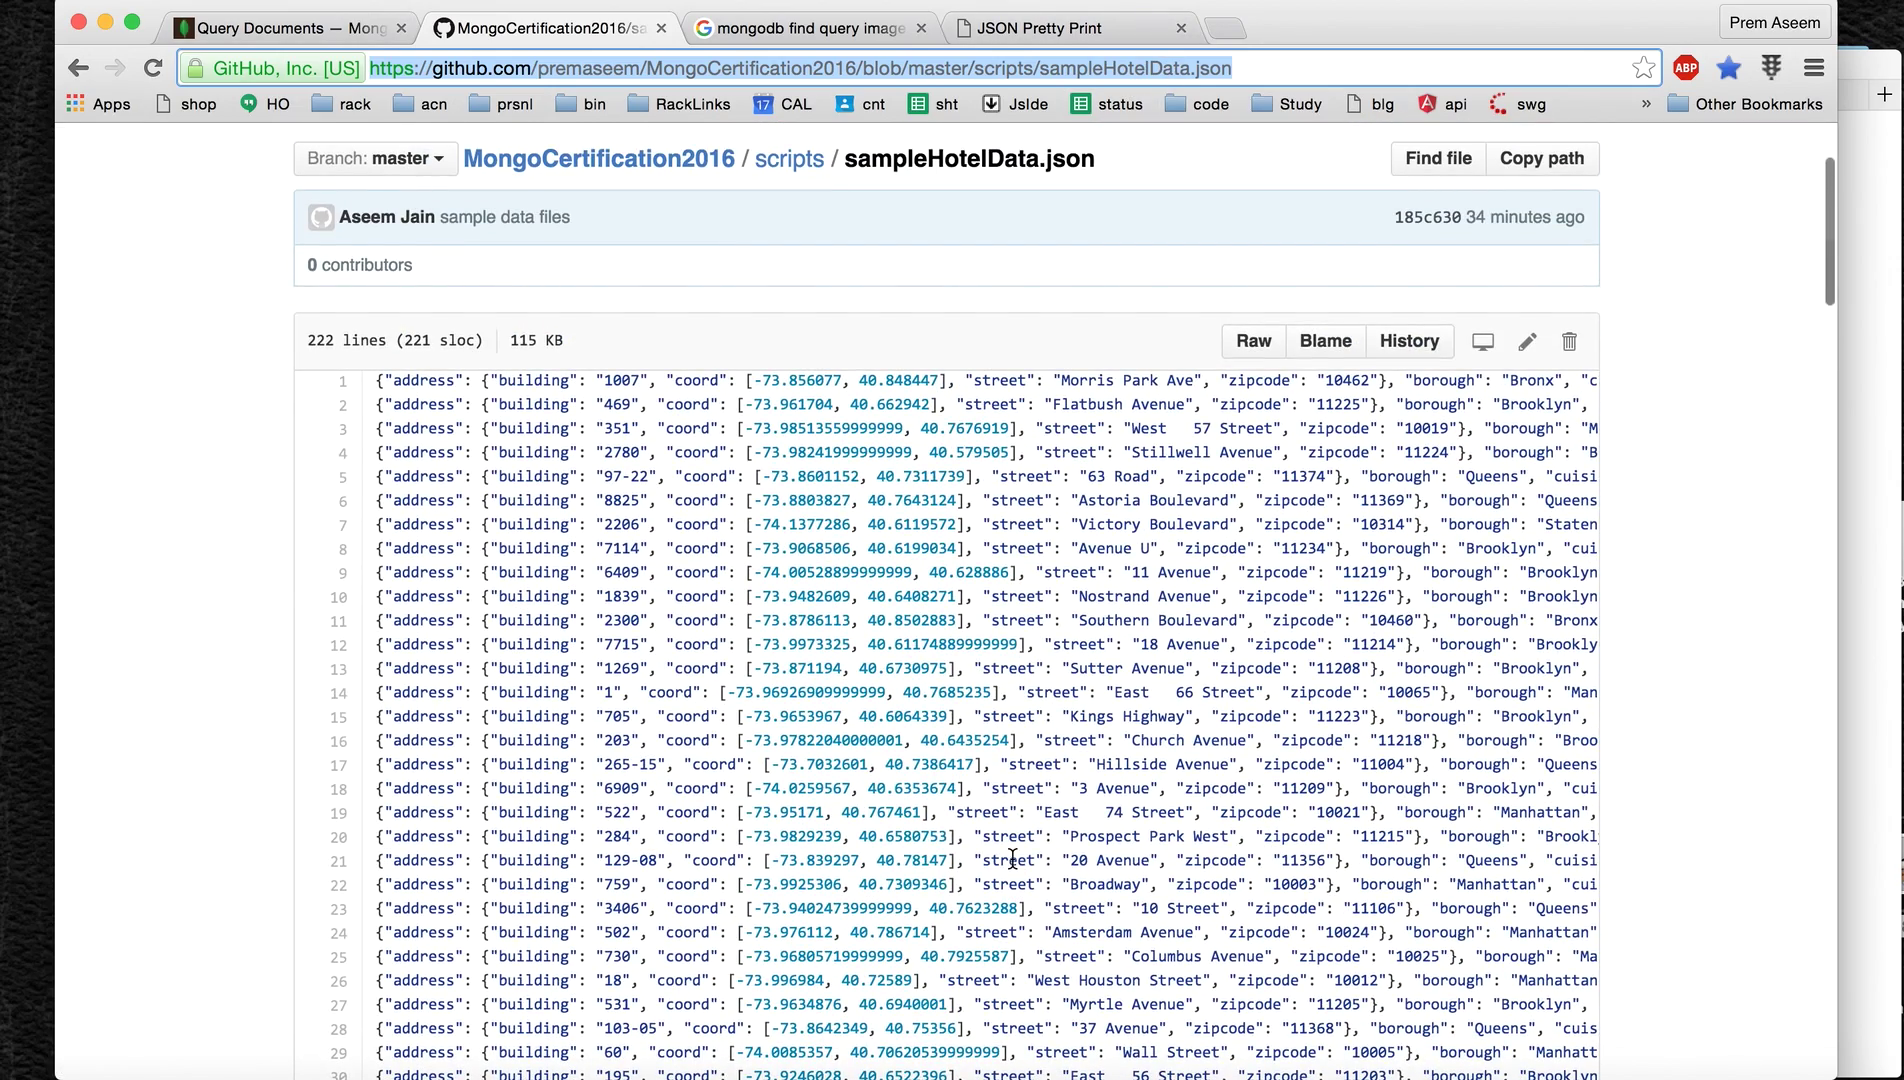 Query Documents — Mong
MongoCertification2016/sa
mongodb find query image
JSON Pretty Print
Prem Aseem
GitHub, Inc. [US] https://github.com/premaseem/MongoCertification2016/blob/master/scripts/sampleHotelData.json
ABP
Apps shop HO rack acn prsnl bin RackLinks 17 CAL cnt sht Jslde status code Study blg api swg » Other Bookmarks
Branch: master MongoCertification2016 / scripts / sampleHotelData.json Find file Copy path
Aseem Jain sample data files 185c630 34 minutes ago
0 contributors
222 lines (221 sloc) 115 KB Raw Blame History
1 {"address": {"building": "1007", "coord": [-73.856077, 40.848447], "street": "Morris Park Ave", "zipcode": "10462"}, "borough": "Bronx", "c
2 {"address": {"building": "469", "coord": [-73.961704, 40.662942], "street": "Flatbush Avenue", "zipcode": "11225"}, "borough": "Brooklyn",
3 {"address": {"building": "351", "coord": [-73.98513559999999, 40.7676919], "street": "West   57 Street", "zipcode": "10019"}, "borough": "M
4 {"address": {"building": "2780", "coord": [-73.98241999999999, 40.579505], "street": "Stillwell Avenue", "zipcode": "11224"}, "borough": "B
5 {"address": {"building": "97-22", "coord": [-73.8601152, 40.7311739], "street": "63 Road", "zipcode": "11374"}, "borough": "Queens", "cuisi
6 {"address": {"building": "8825", "coord": [-73.8803827, 40.7643124], "street": "Astoria Boulevard", "zipcode": "11369"}, "borough": "Queens
7 {"address": {"building": "2206", "coord": [-74.1377286, 40.6119572], "street": "Victory Boulevard", "zipcode": "10314"}, "borough": "Staten
8 {"address": {"building": "7114", "coord": [-73.9068506, 40.6199034], "street": "Avenue U", "zipcode": "11234"}, "borough": "Brooklyn", "cui
9 {"address": {"building": "6409", "coord": [-74.00528899999999, 40.628886], "street": "11 Avenue", "zipcode": "11219"}, "borough": "Brooklyn
10 {"address": {"building": "1839", "coord": [-73.9482609, 40.6408271], "street": "Nostrand Avenue", "zipcode": "11226"}, "borough": "Brooklyn
11 {"address": {"building": "2300", "coord": [-73.8786113, 40.8502883], "street": "Southern Boulevard", "zipcode": "10460"}, "borough": "Bronx
12 {"address": {"building": "7715", "coord": [-73.9973325, 40.61174889999999], "street": "18 Avenue", "zipcode": "11214"}, "borough": "Brookly
13 {"address": {"building": "1269", "coord": [-73.871194, 40.6730975], "street": "Sutter Avenue", "zipcode": "11208"}, "borough": "Brooklyn",
14 {"address": {"building": "1", "coord": [-73.96926909999999, 40.7685235], "street": "East   66 Street", "zipcode": "10065"}, "borough": "Man
15 {"address": {"building": "705", "coord": [-73.9653967, 40.6064339], "street": "Kings Highway", "zipcode": "11223"}, "borough": "Brooklyn",
16 {"address": {"building": "203", "coord": [-73.97822040000001, 40.6435254], "street": "Church Avenue", "zipcode": "11218"}, "borough": "Broo
17 {"address": {"building": "265-15", "coord": [-73.7032601, 40.7386417], "street": "Hillside Avenue", "zipcode": "11004"}, "borough": "Queens
18 {"address": {"building": "6909", "coord": [-74.0259567, 40.6353674], "street": "3 Avenue", "zipcode": "11209"}, "borough": "Brooklyn", "cui
19 {"address": {"building": "522", "coord": [-73.95171, 40.767461], "street": "East   74 Street", "zipcode": "10021"}, "borough": "Manhattan",
20 {"address": {"building": "284", "coord": [-73.9829239, 40.6580753], "street": "Prospect Park West", "zipcode": "11215"}, "borough": "Brookl
21 {"address": {"building": "129-08", "coord": [-73.839297, 40.78147], "street": "20 Avenue", "zipcode": "11356"}, "borough": "Queens", "cuisi
22 {"address": {"building": "759", "coord": [-73.9925306, 40.7309346], "street": "Broadway", "zipcode": "10003"}, "borough": "Manhattan", "cui
23 {"address": {"building": "3406", "coord": [-73.94024739999999, 40.7623288], "street": "10 Street", "zipcode": "11106"}, "borough": "Queens"
24 {"address": {"building": "502", "coord": [-73.976112, 40.786714], "street": "Amsterdam Avenue", "zipcode": "10024"}, "borough": "Manhattan"
25 {"address": {"building": "730", "coord": [-73.96805719999999, 40.7925587], "street": "Columbus Avenue", "zipcode": "10025"}, "borough": "Ma
26 {"address": {"building": "18", "coord": [-73.996984, 40.72589], "street": "West Houston Street", "zipcode": "10012"}, "borough": "Manhattan
27 {"address": {"building": "531", "coord": [-73.9634876, 40.6940001], "street": "Myrtle Avenue", "zipcode": "11205"}, "borough": "Brooklyn",
28 {"address": {"building": "103-05", "coord": [-73.8642349, 40.75356], "street": "37 Avenue", "zipcode": "11368"}, "borough": "Queens", "cuis
29 {"address": {"building": "60", "coord": [-74.0085357, 40.70620539999999], "street": "Wall Street", "zipcode": "10005"}, "borough": "Manhatt
30 {"address": {"building": "195", "coord": [-73.9246028, 40.6522396], "street": "East   56 Street", "zipcode": "11203"}, "borough": "Brooklyn